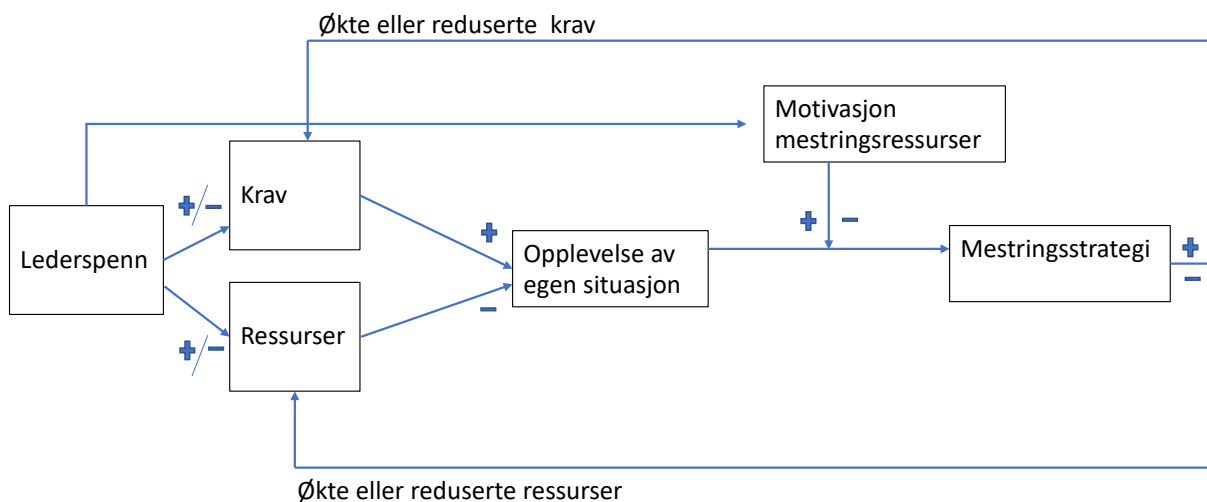 Økte eller reduserte  krav
Motivasjon
mestringsressurser
Krav
+/−
+ −
Lederspenn
+
Opplevelse av
egen situasjon
Mestringsstrategi
+
−
Ressurser
−
+/−
Økte eller reduserte ressurser